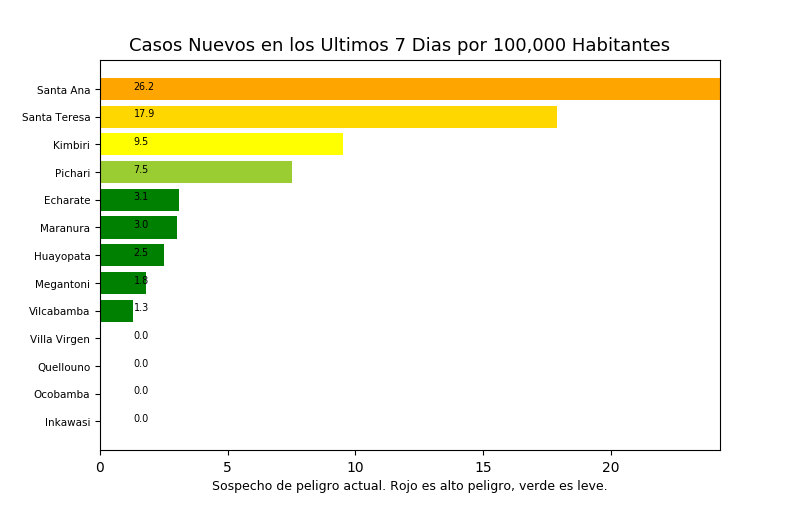 Casos Nuevos en los Ultimos 7 Dias por 100,000 Habitantes
Santa Ana 26.2
Santa Teresa 17.9
Kimbiri 9.5
Pichari 7.5
Echarate 3.1
Maranura 3.0
Huayopata 2.5
Megantoni 1.8
Vilcabamba 1.3
Villa Virgen 0.0
Quellouno 0.0
Ocobamba 0.0
Inkawasi 0.0
0 5 10 15 20
Sospecho de peligro actual. Rojo es alto peligro, verde es leve.